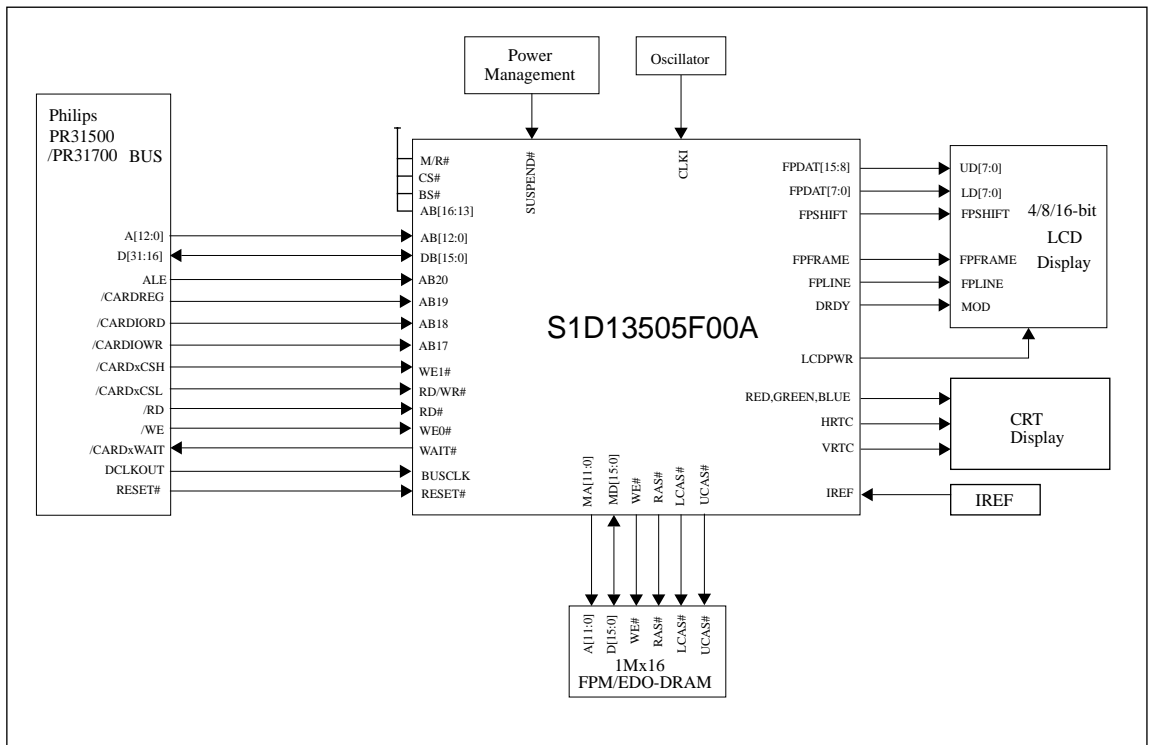 Power
Management
Oscillator
Philips
PR31500
/PR31700 BUS
M/R#
CS#
BS#
AB[16:13]
SUSPEND#
CLKI
FPDAT[15:8]
UD[7:0]
FPDAT[7:0]
LD[7:0]
FPSHIFT
FPSHIFT
4/8/16-bit
LCD
Display
A[12:0]
AB[12:0]
D[31:16]
DB[15:0]
FPFRAME
FPFRAME
ALE
AB20
FPLINE
FPLINE
/CARDREG
AB19
DRDY
MOD
/CARDIORD
AB18
S1D13505F00A
/CARDIOWR
AB17
LCDPWR
/CARDxCSH
WE1#
/CARDxCSL
RD/WR#
RED,GREEN,BLUE
/RD
RD#
HRTC
CRT
Display
/WE
WE0#
/CARDxWAIT
WAIT#
VRTC
DCLKOUT
BUSCLK
RESET#
RESET#
IREF
IREF
MA[11:0]
MD[15:0]
WE#
RAS#
LCAS#
UCAS#
A[11:0]
D[15:0]
WE#
RAS#
LCAS#
UCAS#
1Mx16
FPM/EDO-DRAM